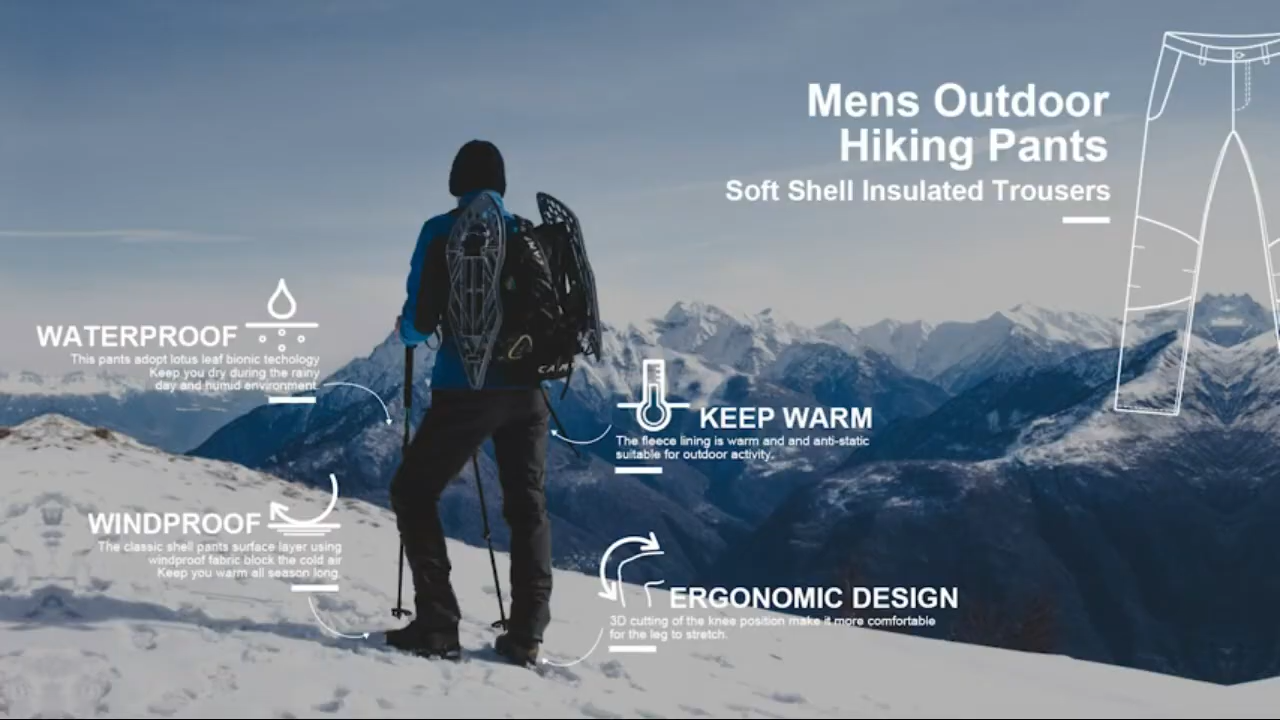 Mens Outdoor
Hiking Pants
Soft Shell Insulated Trousers
WATERPROOF
This pants adopt lotus leaf bionic techology
Keep you dry during the rainy
day and humid environment.
KEEP WARM
The fleece lining is warm and and anti-static
suitable for outdoor activity.
WINDPROOF
The classic shell pants surface layer using
windproof fabric block the cold air
Keep you warm all season long.
ERGONOMIC DESIGN
3D cutting of the knee position make it more comfortable
for the leg to stretch.